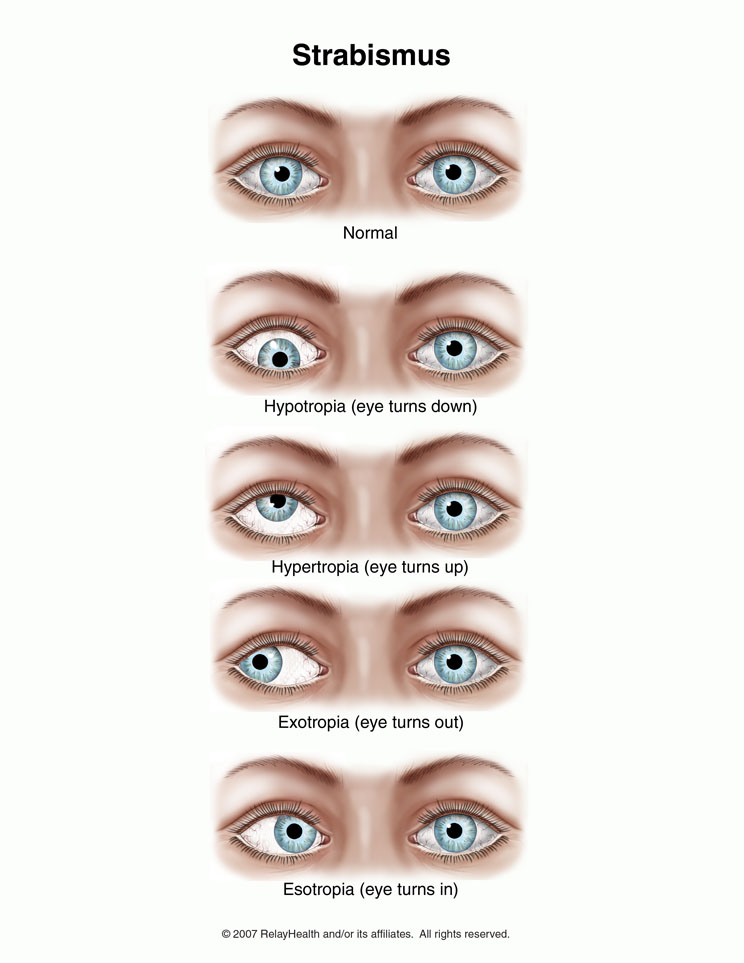 Strabismus
Normal
Hypotropia (eye turns down)
Hypertropia (eye turns up)
Exotropia (eye turns out)
Esotropia (eye turns in)
© 2007 RelayHealth and/or its affiliates.  All rights reserved.